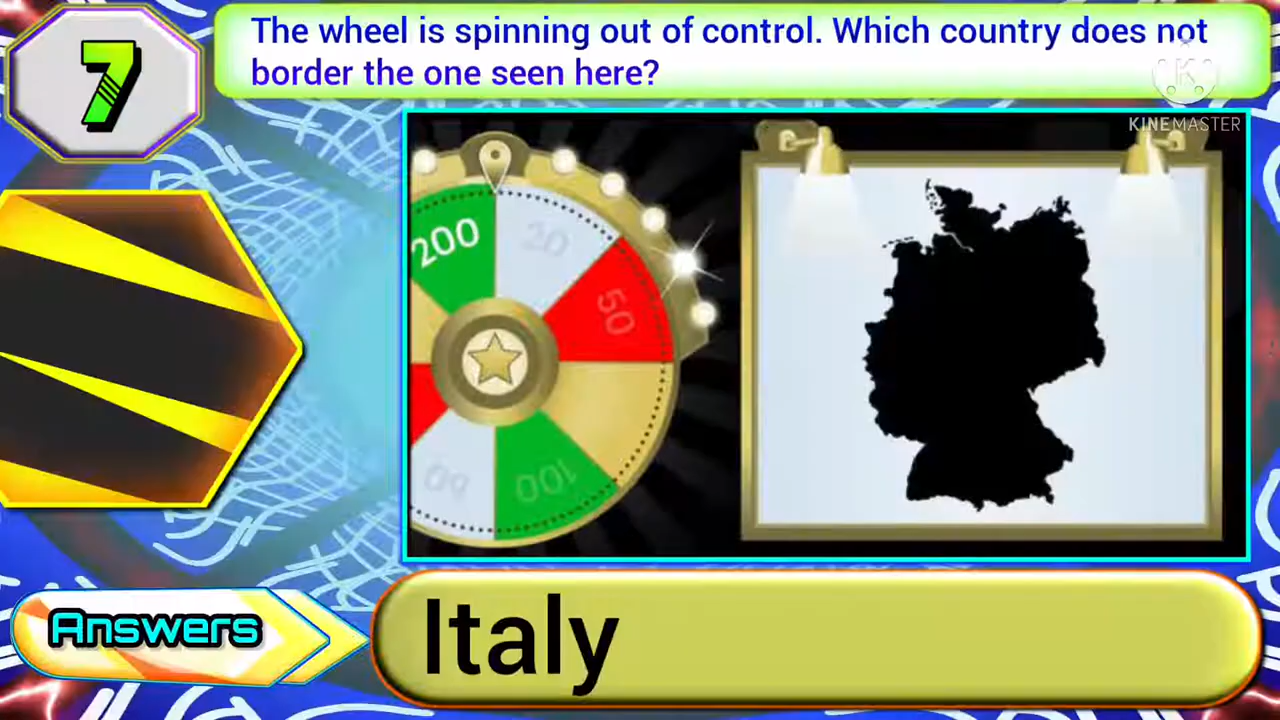 7
The wheel is spinning out of control. Which country does not
border the one seen here?
KINEMASTER
200
20
50
100
Answers
Italy